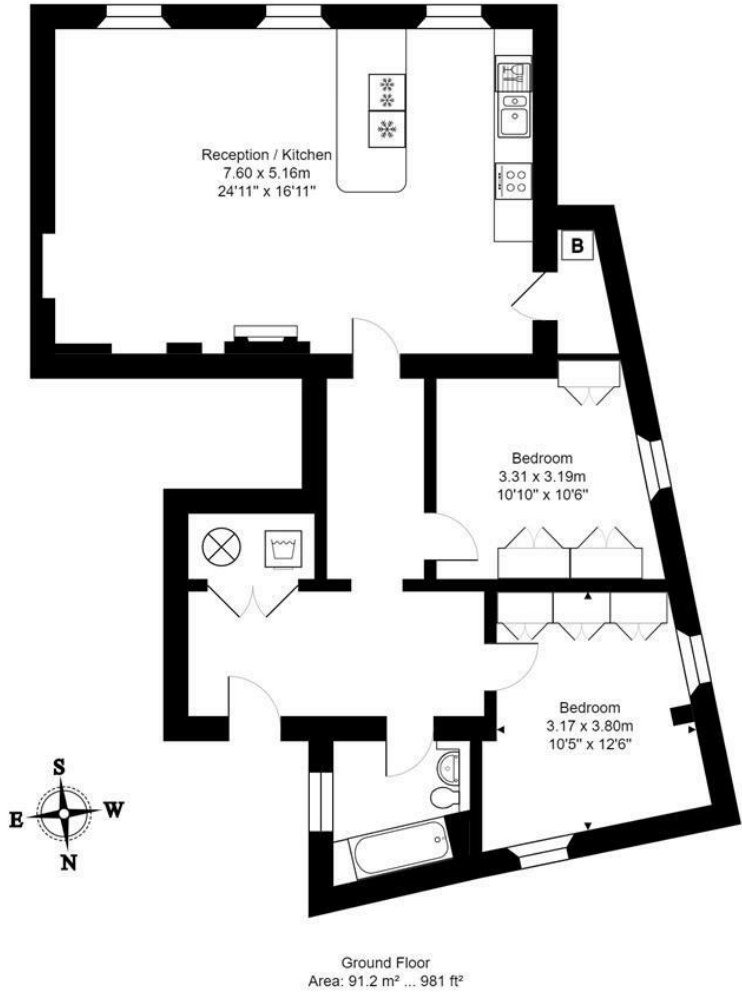 Reception / Kitchen
7.60 x 5.16m
24'11" x 16'11"
B
Bedroom
3.31 x 3.19m
10'10" x 10'6"
Bedroom
3.17 x 3.80m
10'5" x 12'6"
S
E W
N
Ground Floor
Area: 91.2 m² ... 981 ft²